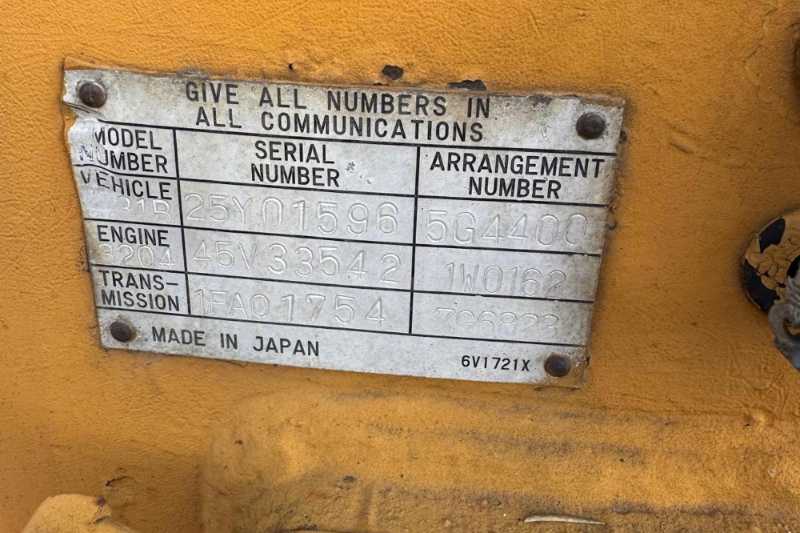 GIVE ALL NUMBERS IN
ALL COMMUNICATIONS
MODEL NUMBER SERIAL NUMBER ARRANGEMENT NUMBER
VEHICLE 25Y01596 5G4400
ENGINE 3204 45V33542 1W0162
TRANS-MISSION 1FA01754
MADE IN JAPAN 6V1721X